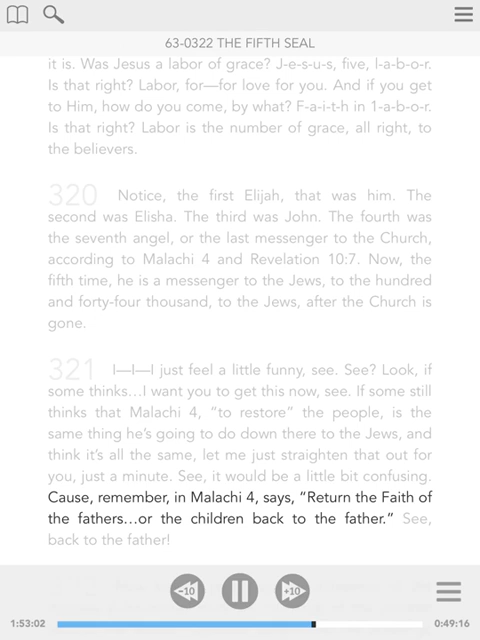 63-0322 THE FIFTH SEAL
it is. Was Jesus a labor of grace? J-e-s-u-s, five, l-a-b-o-r.
Is that right? Labor, for—for love for you. And if you get
to Him, how do you come, by what? F-a-i-t-h in 1-a-b-o-r.
Is that right? Labor is the number of grace, all right, to
the believers.
320 Notice, the first Elijah, that was him. The
second was Elisha. The third was John. The fourth was
the seventh angel, or the last messenger to the Church,
according to Malachi 4 and Revelation 10:7. Now, the
fifth time, he is a messenger to the Jews, to the hundred
and forty-four thousand, to the Jews, after the Church is
gone.
321 I—I—I just feel a little funny, see. See? Look, if
some thinks…I want you to get this now, see. If some still
thinks that Malachi 4, “to restore” the people, is the
same thing he’s going to do down there to the Jews, and
think it’s all the same, let me just straighten that out for
you, just a minute. See, it would be a little bit confusing.
Cause, remember, in Malachi 4, says, “Return the Faith of
the fathers…or the children back to the father.” See,
back to the father!
-10
+10
1:53:02
0:49:16